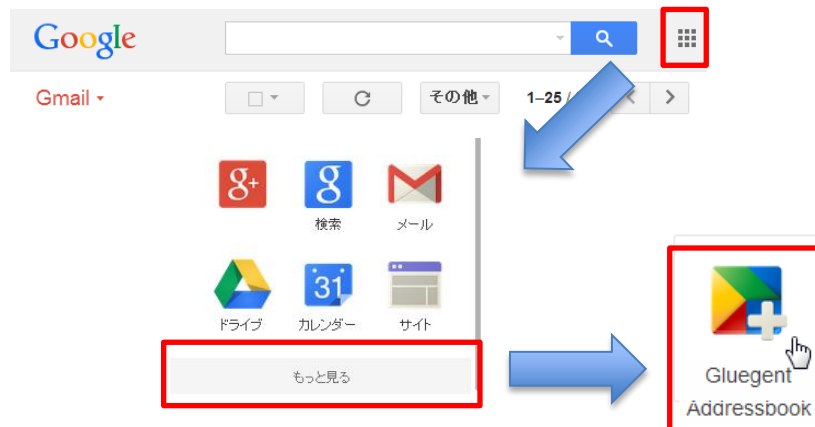 Google
Gmail
その他
1–25 /
g+
g
検索
メール
31
ドライブ
カレンダー
サイト
もっと見る
Gluegent
Addressbook